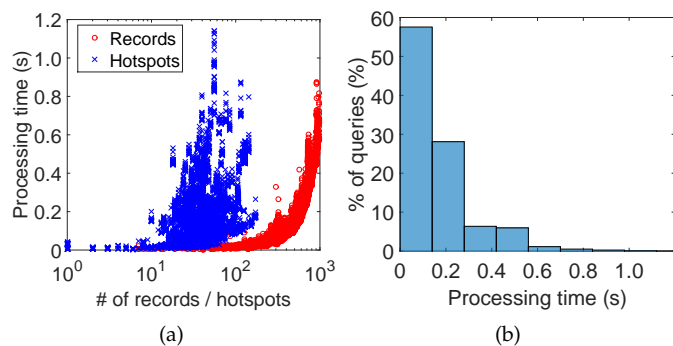 Processing time (s)
1.2
1.0
0.8
0.6
0.4
0.2
0
Records
Hotspots
10^0 10^1 10^2 10^3
# of records / hotspots
(a)
% of queries (%)
60
50
40
30
20
10
0
0 0.2 0.4 0.6 0.8 1.0
Processing time (s)
(b)